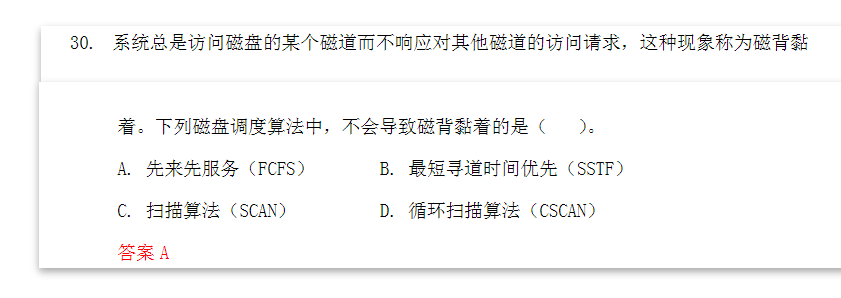 30. 系统总是访问磁盘的某个磁道而不响应对其他磁道的访问请求，这种现象称为磁背黏
着。下列磁盘调度算法中，不会导致磁背黏着的是（ ）。
A. 先来先服务（FCFS） B. 最短寻道时间优先（SSTF）
C. 扫描算法（SCAN） D. 循环扫描算法（CSCAN）
答案 A